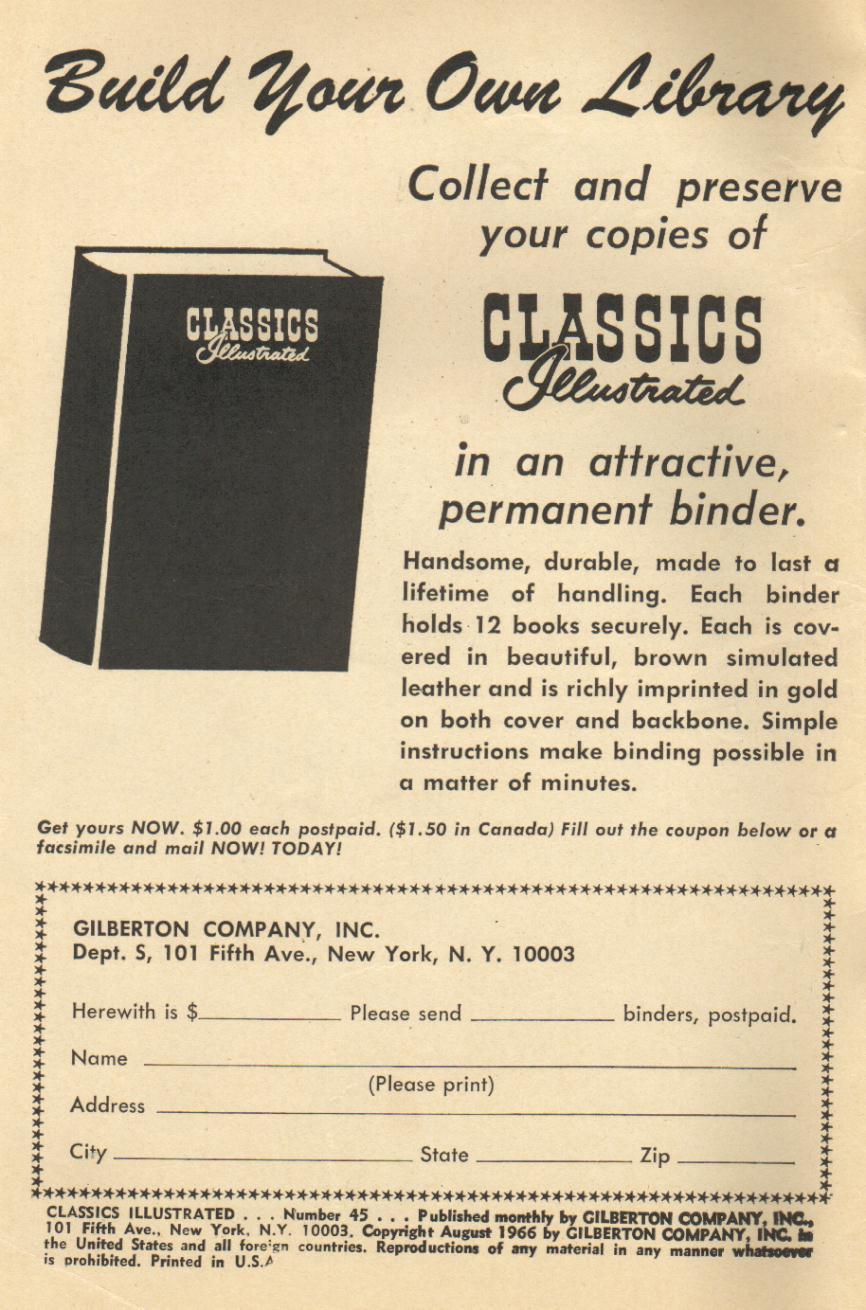 Build Your Own Library
Collect and preserve
your copies of
CLASSICS
Illustrated
CLASSICS
Illustrated
in an attractive,
permanent binder.
Handsome, durable, made to last a
lifetime of handling. Each binder
holds 12 books securely. Each is cov-
ered in beautiful, brown simulated
leather and is richly imprinted in gold
on both cover and backbone. Simple
instructions make binding possible in
a matter of minutes.
Get yours NOW. $1.00 each postpaid. ($1.50 in Canada) Fill out the coupon below or a
facsimile and mail NOW! TODAY!
GILBERTON COMPANY, INC.
Dept. S, 101 Fifth Ave., New York, N. Y. 10003
Herewith is $ Please send binders, postpaid.
Name
(Please print)
Address
City State Zip
CLASSICS ILLUSTRATED . . . Number 45 . . . Published monthly by GILBERTON COMPANY, INC.,
101 Fifth Ave., New York, N.Y. 10003. Copyright August 1966 by GILBERTON COMPANY, INC. in
the United States and all foreign countries. Reproductions of any material in any manner whatsoever
is prohibited. Printed in U.S.A